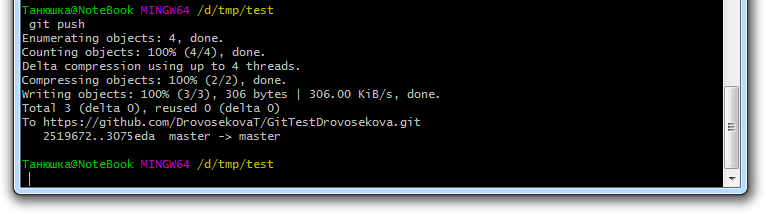 Танюшка@NoteBook MINGW64 /d/tmp/test
git push
Enumerating objects: 4, done.
Counting objects: 100% (4/4), done.
Delta compression using up to 4 threads.
Compressing objects: 100% (2/2), done.
Writing objects: 100% (3/3), 306 bytes | 306.00 KiB/s, done.
Total 3 (delta 0), reused 0 (delta 0)
To https://github.com/DrovosekovaT/GitTestDrovosekova.git
2519672..3075eda  master -> master
Танюшка@NoteBook MINGW64 /d/tmp/test